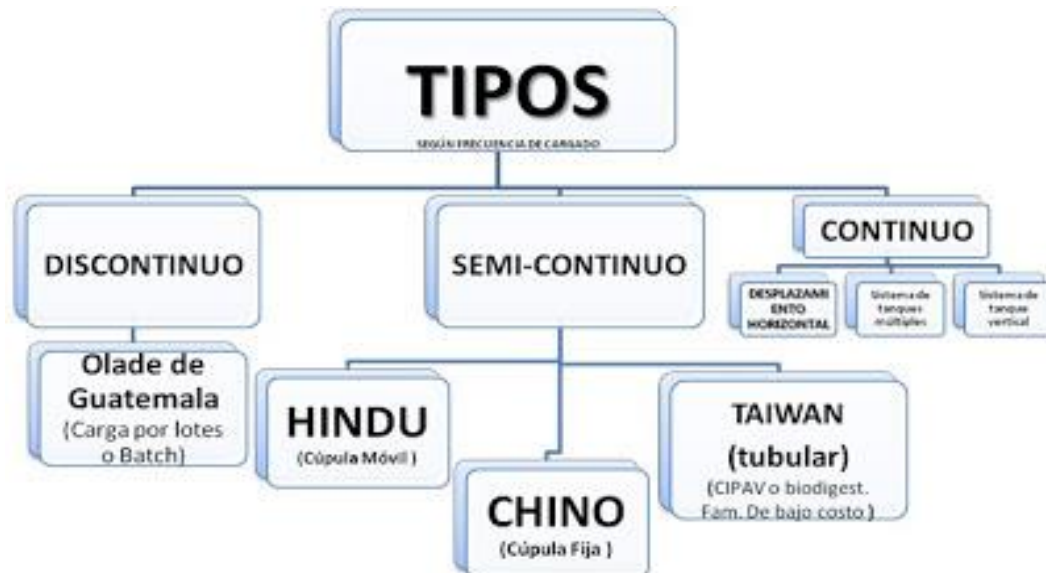 TIPOS
SEGÚN FRECUENCIA DE CARGADO
DISCONTINUO
SEMI-CONTINUO
CONTINUO
DESPLAZAMI
ENTO
HORIZONTAL
Sistema de
tanques
múltiples
Sistema de
tanque
vertical
Olade de
Guatemala
(Carga por lotes
o Batch)
HINDU
(Cúpula Móvil )
CHINO
(Cúpula Fija )
TAIWAN
(tubular)
(CIPAV o biodigest.
Fam. De bajo costo )